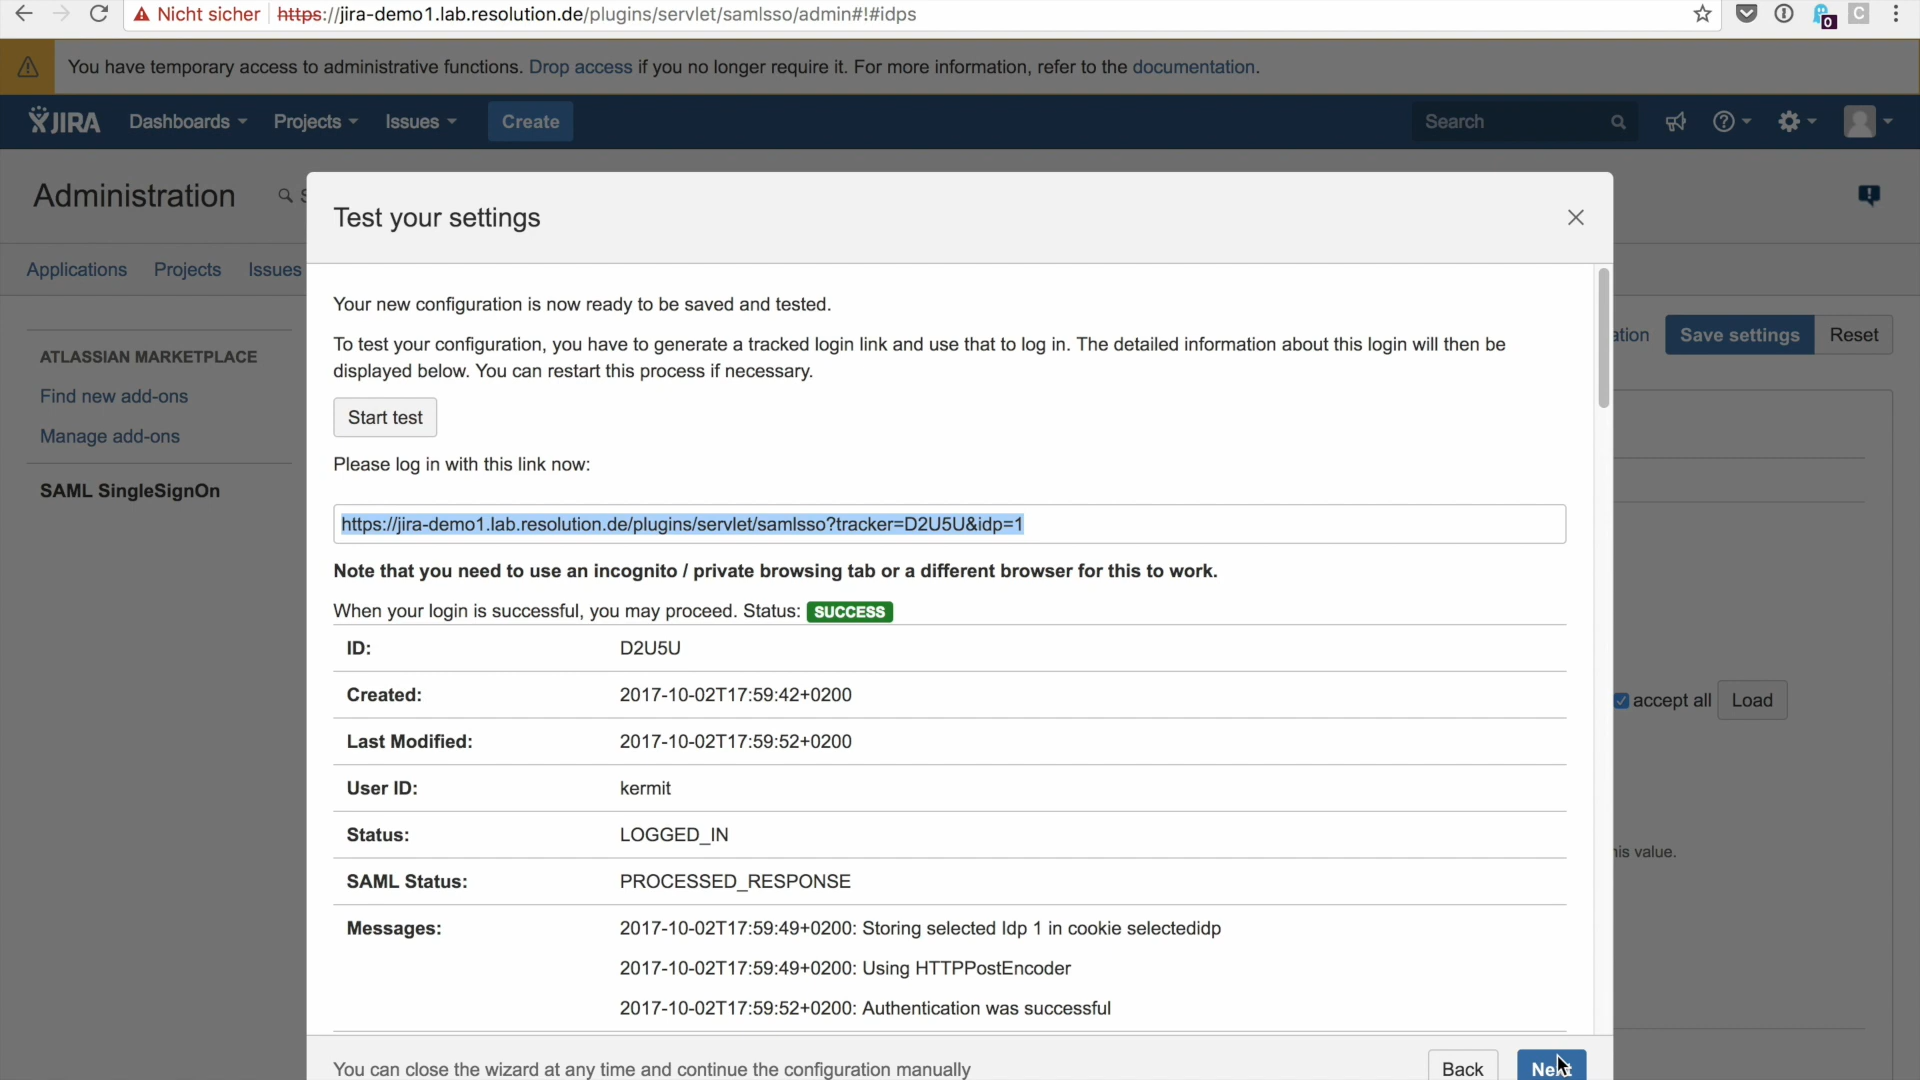 Nicht sicher https://jira-demo1.lab.resolution.de/plugins/servlet/samlsso/admin#!#idps
0
C
You have temporary access to administrative functions. Drop access if you no longer require it. For more information, refer to the documentation.
JIRA Dashboards Projects Issues Create Search
Administration
Test your settings
Applications Projects Issues
Your new configuration is now ready to be saved and tested.
Save settings Reset
ATLASSIAN MARKETPLACE
To test your configuration, you have to generate a tracked login link and use that to log in. The detailed information about this login will then be
displayed below. You can restart this process if necessary.
Find new add-ons
Start test
Manage add-ons
Please log in with this link now:
SAML SingleSignOn
https://jira-demo1.lab.resolution.de/plugins/servlet/samlsso?tracker=D2U5U&idp=1
Note that you need to use an incognito / private browsing tab or a different browser for this to work.
When your login is successful, you may proceed. Status: SUCCESS
ID: D2U5U
Created: 2017-10-02T17:59:42+0200
accept all Load
Last Modified: 2017-10-02T17:59:52+0200
User ID: kermit
Status: LOGGED_IN
value.
SAML Status: PROCESSED_RESPONSE
Messages: 2017-10-02T17:59:49+0200: Storing selected Idp 1 in cookie selectedidp
2017-10-02T17:59:49+0200: Using HTTPPostEncoder
2017-10-02T17:59:52+0200: Authentication was successful
You can close the wizard at any time and continue the configuration manually
Back Next